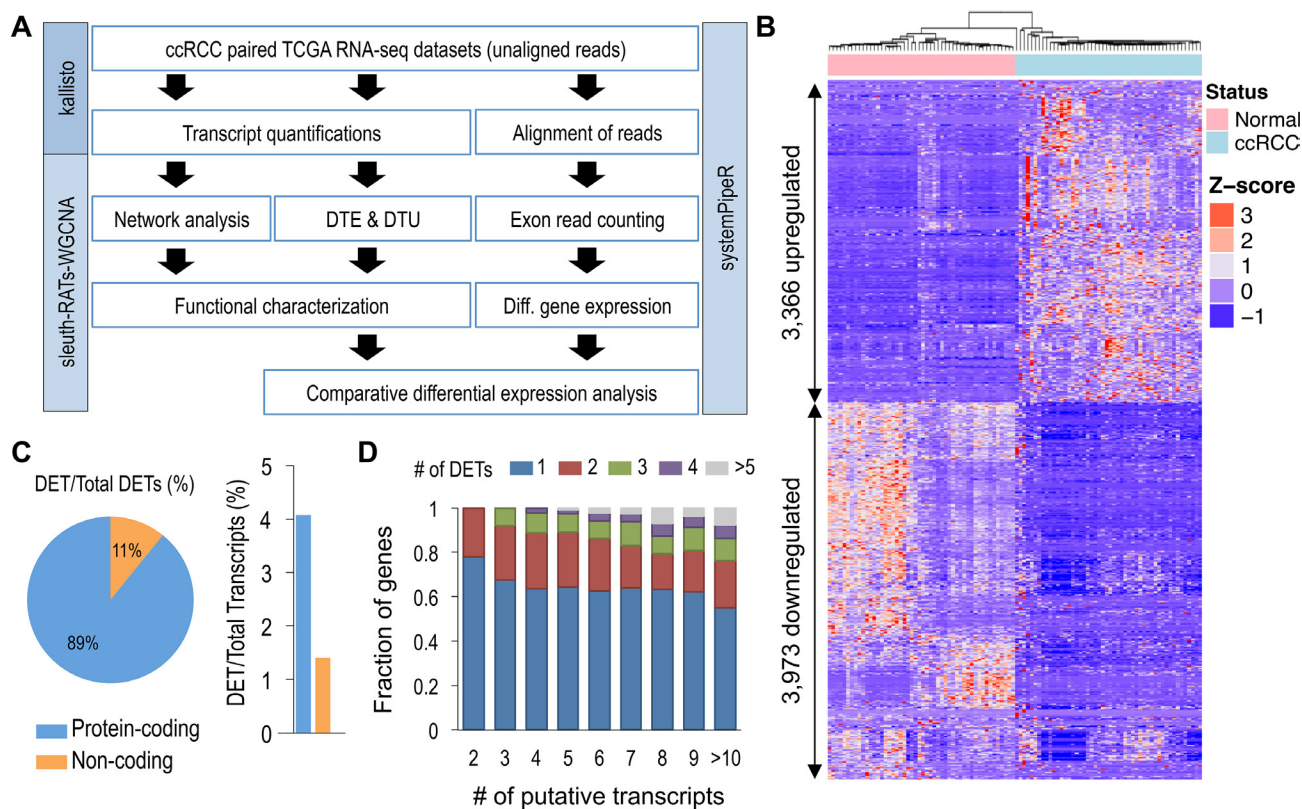 A
kallisto
sleuth-RATs-WGCNA
systemPipeR
ccRCC paired TCGA RNA-seq datasets (unaligned reads)
Transcript quantifications
Alignment of reads
Network analysis
DTE & DTU
Exon read counting
Functional characterization
Diff. gene expression
Comparative differential expression analysis
B
3,366 upregulated
3,973 downregulated
Status
Normal
ccRCC
Z−score
3
2
1
0
−1
C
DET/Total DETs (%)
11%
89%
Protein-coding
Non-coding
DET/Total Transcripts (%)
5
4
3
2
1
0
D
# of DETs
1
2
3
4
>5
Fraction of genes
1
0.8
0.6
0.4
0.2
0
2 3 4 5 6 7 8 9 >10
# of putative transcripts